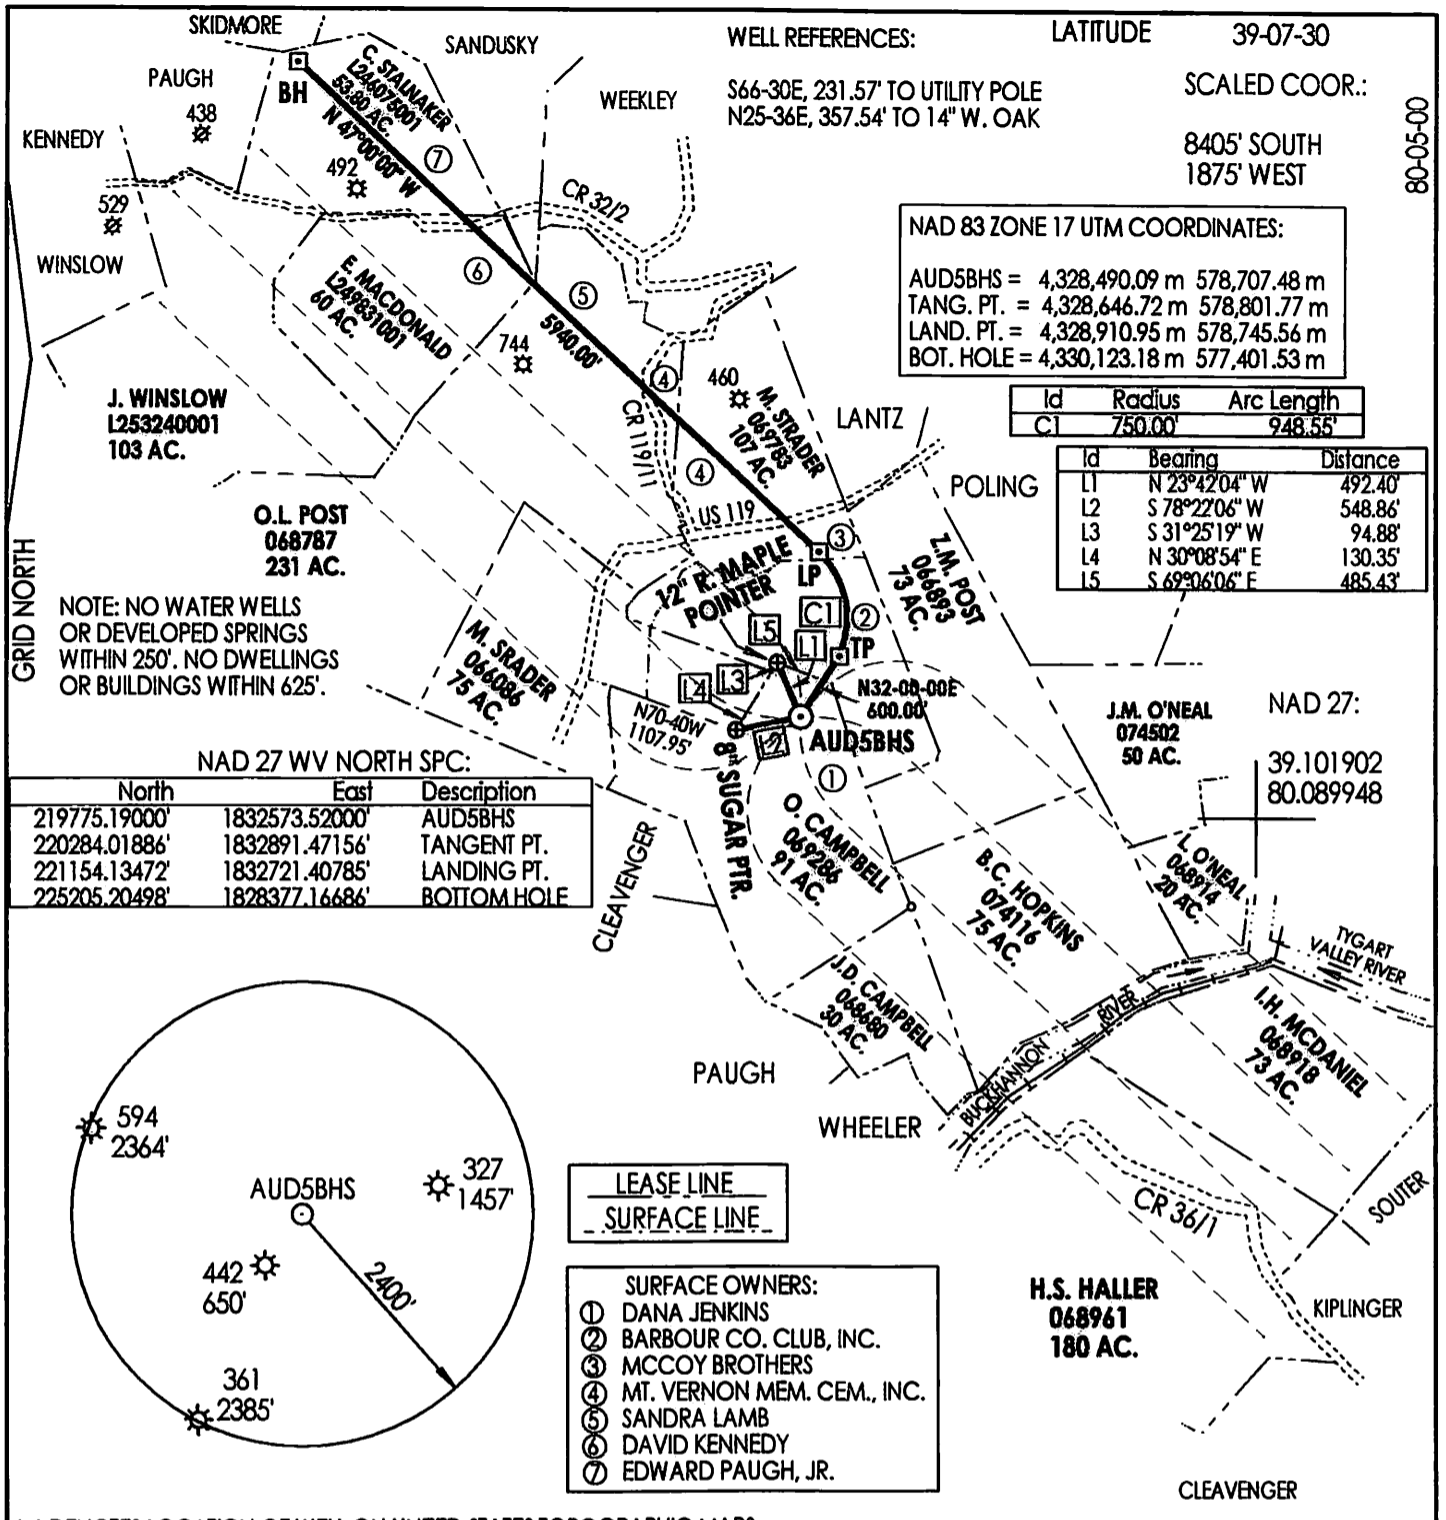 SKIDMORE
SANDUSKY
PAUGH
438
KENNEDY
529
WINSLOW
BH
C. STALNAKER
L246075001
53.80 AC.
N 47°00'00" W
492
7
WEEKLEY
CR 32/2
WELL REFERENCES:
S66-30E, 231.57' TO UTILITY POLE
N25-36E, 357.54' TO 14" W. OAK
LATITUDE 39-07-30
SCALED COOR.:
8405' SOUTH
1875' WEST
80-05-00
NAD 83 ZONE 17 UTM COORDINATES:
AUD5BHS = 4,328,490.09 m 578,707.48 m
TANG. PT. = 4,328,646.72 m 578,801.77 m
LAND. PT. = 4,328,910.95 m 578,745.56 m
BOT. HOLE = 4,330,123.18 m 577,401.53 m
Id Radius Arc Length
C1 750.00' 948.55'
Id Bearing Distance
L1 N 23°42'04" W 492.40'
L2 S 78°22'06" W 548.86'
L3 S 31°25'19" W 94.88'
L4 N 30°08'54" E 130.35'
L5 S 69°06'06" E 485.43'
6
5
5940.00'
E. MACDONALD
L249831001
60 AC.
744
4
460
M. STRADER
069783
107 AC.
LANTZ
CR 119/11
4
US 119
POLING
J. WINSLOW
L253240001
103 AC.
O.L. POST
068787
231 AC.
GRID NORTH
NOTE: NO WATER WELLS
OR DEVELOPED SPRINGS
WITHIN 250'. NO DWELLINGS
OR BUILDINGS WITHIN 625'.
3
LP
12" R. MAPLE
POINTER
C1
2
L5
L1
TP
L3
L4
L2
Z.M. POST
066893
73 AC.
M. SRADER
066086
75 AC.
N70-40W
1107.95'
N32-00-00E
600.00'
AUD5BHS
8" SUGAR PTR.
1
J.M. O'NEAL
074502
50 AC.
NAD 27:
39.101902
80.089948
NAD 27 WV NORTH SPC:
North East Description
219775.19000' 1832573.52000' AUD5BHS
220284.01886' 1832891.47156' TANGENT PT.
221154.13472' 1832721.40785' LANDING PT.
225205.20498' 1828377.16686' BOTTOM HOLE
CLEAVENGER
O. CAMPBELL
069286
91 AC.
B.C. HOPKINS
074116
75 AC.
L. O'NEAL
068914
20 AC.
TYGART
VALLEY RIVER
J.D. CAMPBELL
068680
30 AC.
BUCKHANNON RIVER
I.H. MCDANIEL
068918
73 AC.
PAUGH
WHEELER
CR 36/1
SOUTER
H.S. HALLER
068961
180 AC.
KIPLINGER
CLEAVENGER
594
2364'
AUD5BHS
327
1457'
442
650'
2400'
361
2385'
LEASE LINE
SURFACE LINE
SURFACE OWNERS:
1 DANA JENKINS
2 BARBOUR CO. CLUB, INC.
3 MCCOY BROTHERS
4 MT. VERNON MEM. CEM., INC.
5 SANDRA LAMB
6 DAVID KENNEDY
7 EDWARD PAUGH, JR.